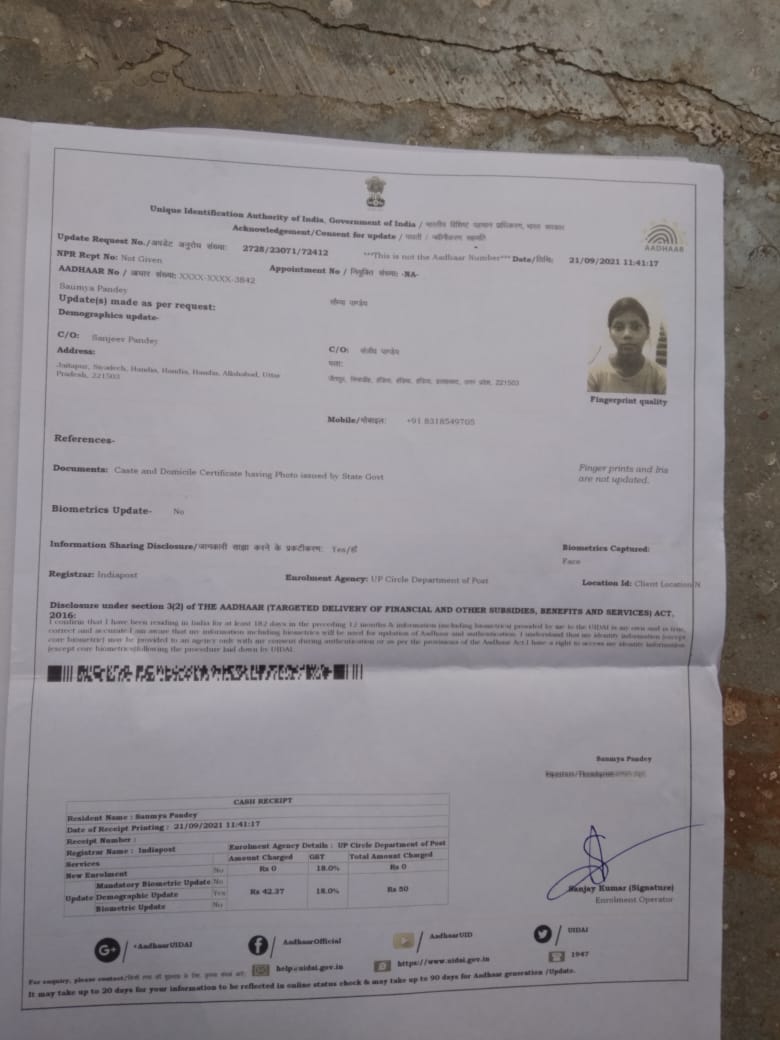 Unique Identification Authority of India, Government of India / भारतीय विशिष्ट पहचान प्राधिकरण, भारत सरकार
Acknowledgement/Consent for update / पावती /
AADHAAR
Update Request No./अपडेट अनुरोध संख्या: 2728/23071/72412 ***This is not the Aadhaar Number*** Date/तिथि: 21/09/2021 11:41:17
NPR Rcpt No: Not Given
AADHAAR No / आधार संख्या: XXXX-XXXX-3842 Appointment No / नियुक्ति संख्या: -NA-
Saumya Pandey सौम्या पाण्डेय
Update(s) made as per request:
Demographics update-
C/O: Sanjeev Pandey C/O: संजीव पाण्डेय
Address: पता:
Handia, Handia, Handia, Allahabad, Uttar
Pradesh, 221503
हंडिया, हंडिया, हंडिया, इलाहाबाद, उत्तर प्रदेश, 221503
Fingerprint quality
Mobile/मोबाइल: +91 8318549705
References-
Documents: Caste and Domicile Certificate having Photo issued by State Govt
Finger prints and Iris
are not updated.
Biometrics Update- No
Information Sharing Disclosure/जानकारी साझा करने के प्रकटीकरण: Yes/हाँ
Biometrics Captured:
Face
Registrar: Indiapost Enrolment Agency: UP Circle Department of Post Location Id: Client Location N
Disclosure under section 3(2) of THE AADHAAR (TARGETED DELIVERY OF FINANCIAL AND OTHER SUBSIDIES, BENEFITS AND SERVICES) ACT,
2016:
I confirm that I have been residing in India for at least 182 days in the preceding 12 months & information (including biometrics) provided by me to the UIDAI is my own and is true,
correct and accurate.I am aware that my information including biometrics will be used for updation of Aadhaar and authentication. I understand that my identity information (except
core biometric) may be provided to an agency only with my consent during authentication or as per the provisions of the Aadhaar Act.I have a right to access my identity information
(except core biometrics)following the procedure laid down by UIDAI.
Saumya Pandey
CASH RECEIPT
Resident Name : Saumya Pandey
Date of Receipt Printing : 21/09/2021 11:41:17
Receipt Number :
Registrar Name : Indiapost Enrolment Agency Details : UP Circle Department of Post
Services Amount Charged GST Total Amount Charged
New Enrolment No Rs 0 18.0% Rs 0
Mandatory Biometric Update No
Update Demographic Update Yes Rs 42.37 18.0% Rs 50
Biometric Update No
Sanjay Kumar (Signature)
Enrolment Operator
G+ / +AadhaarUIDAI f / AadhaarOfficial / AadhaarUID / UIDAI
For enquiry, please contact/ help@uidai.gov.in https://www.uidai.gov.in 1947
It may take up to 20 days for your information to be reflected in online status check & may take up to 90 days for Aadhaar generation /Update.